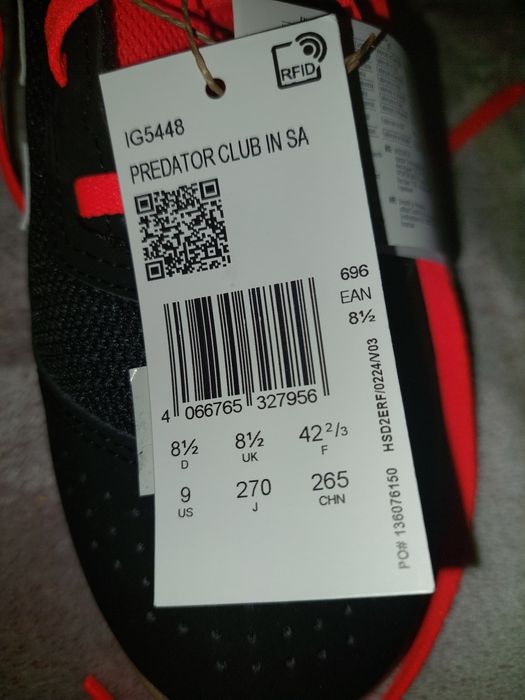 RFID
IG5448
PREDATOR CLUB IN SA
696
EAN
8½
4 066765 327956
8½ 8½ 42 2/3
D UK F
9 270 265
US J CHN
PO# 136076150 HSD2ERF/0224/V03